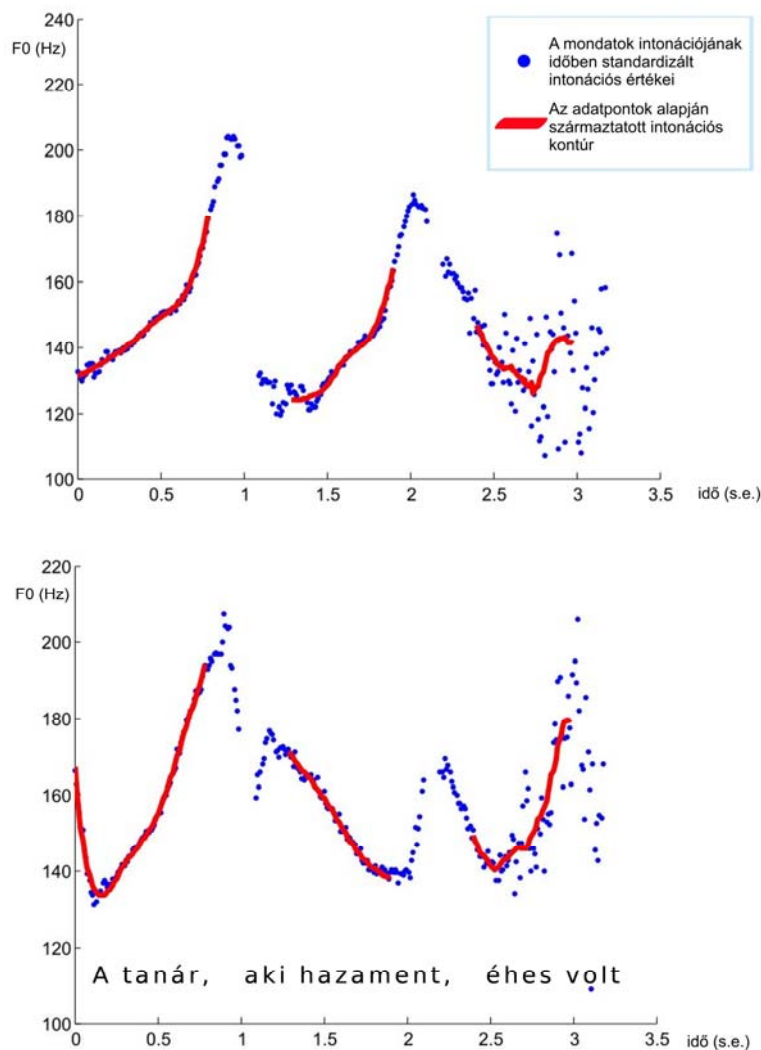 240
F0 (Hz)
220
200
180
160
140
120
100
0 0.5 1 1.5 2 2.5 3 3.5
idő (s.e.)
A mondatok intonációjának
időben standardizált
intonációs értékei
Az adatpontok alapján
származtatott intonációs
kontúr
220
F0 (Hz)
200
180
160
140
120
100
A tanár, aki hazament, éhes volt
0 0.5 1 1.5 2 2.5 3 3.5
idő (s.e.)